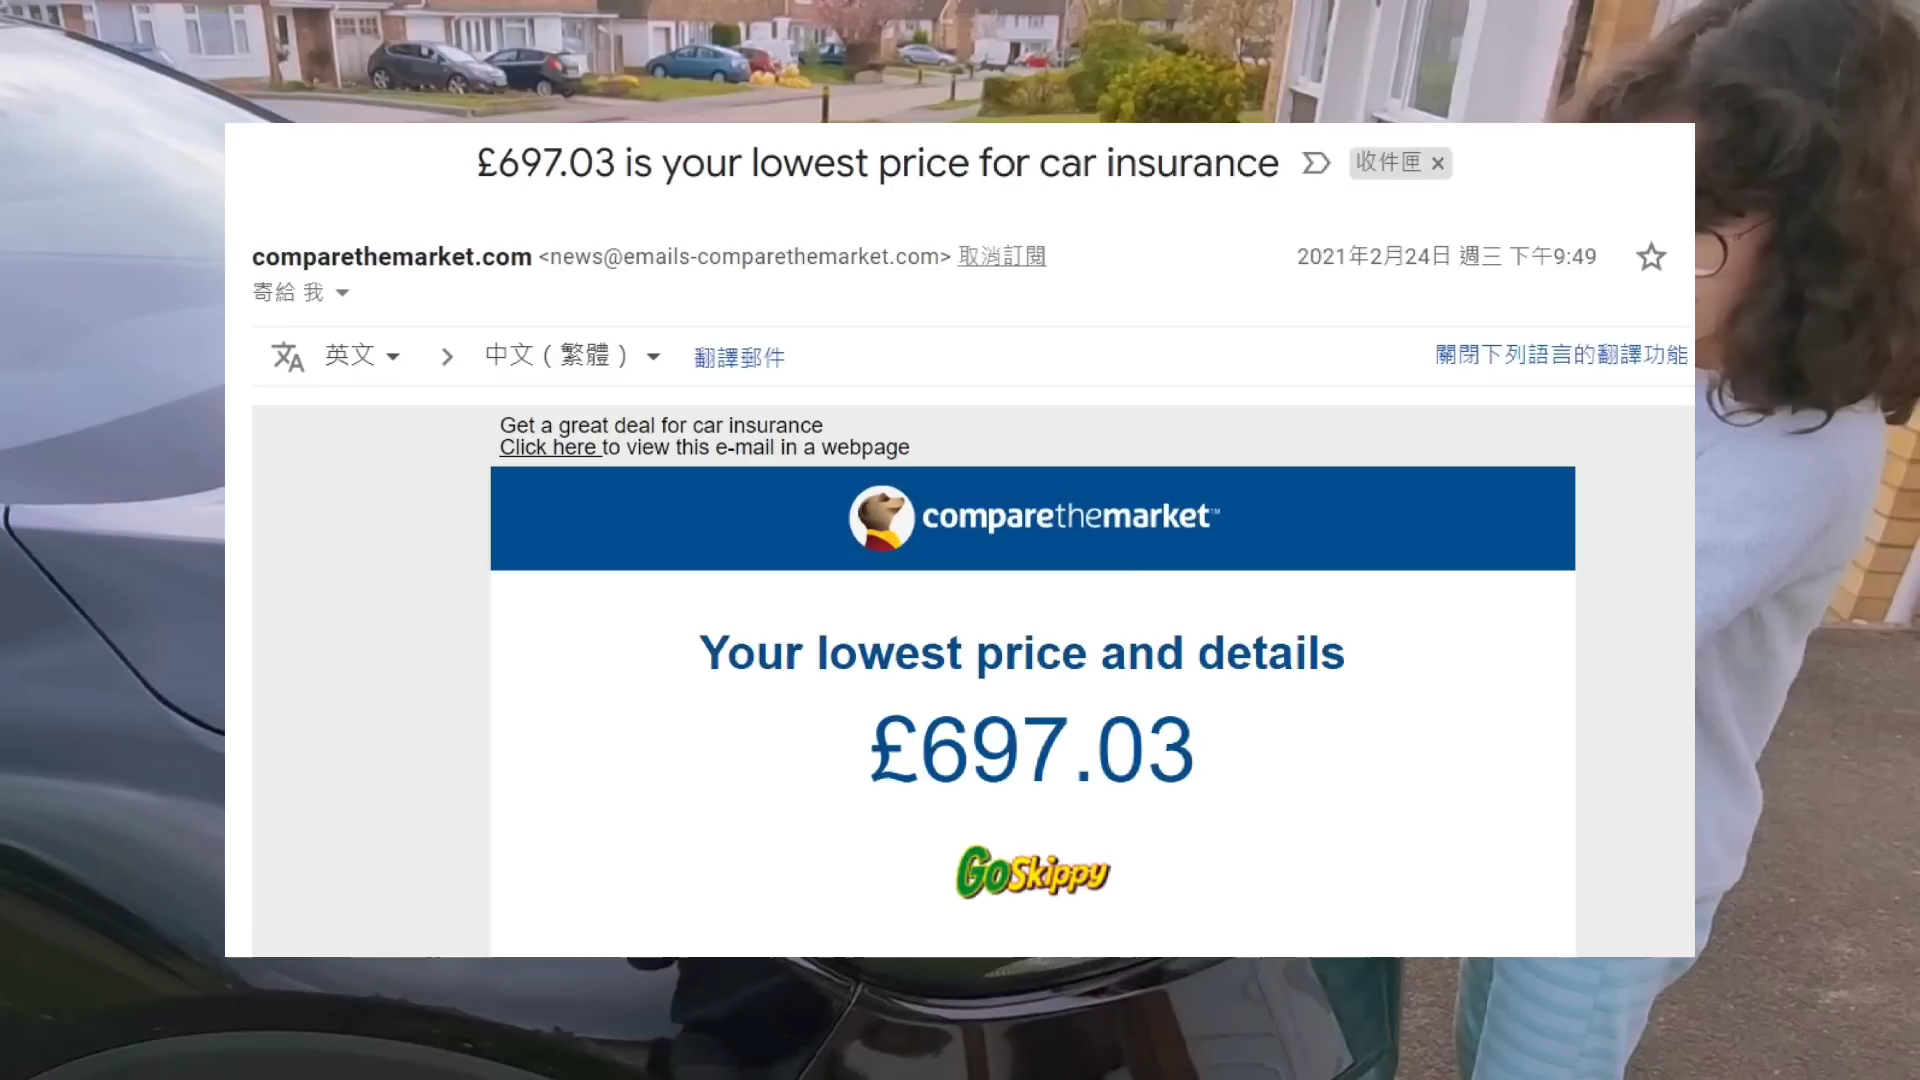 £697.03 is your lowest price for car insurance 收件匣 x
comparethemarket.com <news@emails-comparethemarket.com> 取消訂閱 2021年2月24日 週三 下午9:49
寄給 我
英文 > 中文（繁體） 翻譯郵件 關閉下列語言的翻譯功能
Get a great deal for car insurance
Click here to view this e-mail in a webpage
comparethemarket™
Your lowest price and details
£697.03
GoSkippy